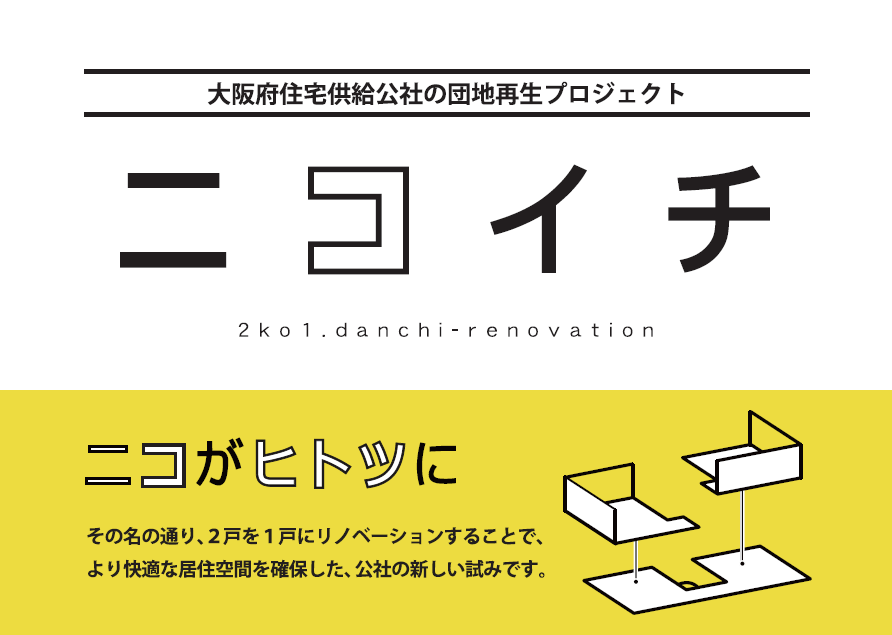 大阪府住宅供給公社の団地再生プロジェクト
ニコイチ
2ko1.danchi-renovation
ニコがヒトツに
その名の通り、2戸を1戸にリノベーションすることで、
より快適な居住空間を確保した、公社の新しい試みです。